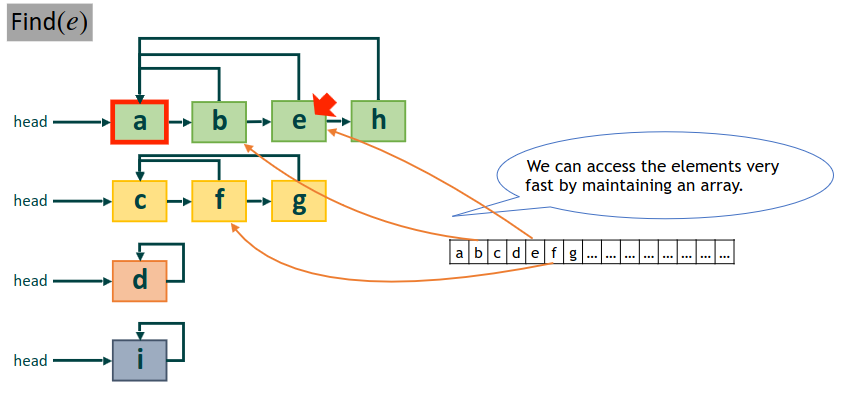 Find(e)
head a b e h
We can access the elements very
fast by maintaining an array.
head c f g
a b c d e f g ... ... ... ... ... ... ... ...
head d
head i